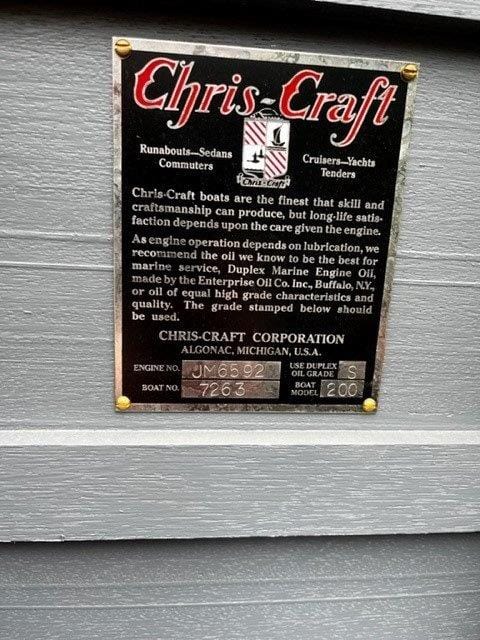 Chris-Craft
Runabouts—Sedans
Commuters
Cruisers—Yachts
Tenders
Chris-Craft
Chris-Craft boats are the finest that skill and
craftsmanship can produce, but long-life satis-
faction depends upon the care given the engine.
As engine operation depends on lubrication, we
recommend the oil we know to be the best for
marine service, Duplex Marine Engine Oil,
made by the Enterprise Oil Co. Inc., Buffalo, N.Y.,
or oil of equal high grade characteristics and
quality. The grade stamped below should
be used.
CHRIS-CRAFT CORPORATION
ALGONAC, MICHIGAN, U.S.A.
ENGINE NO. JM6592 USE DUPLEX OIL GRADE S
BOAT NO. 7263 BOAT MODEL 200